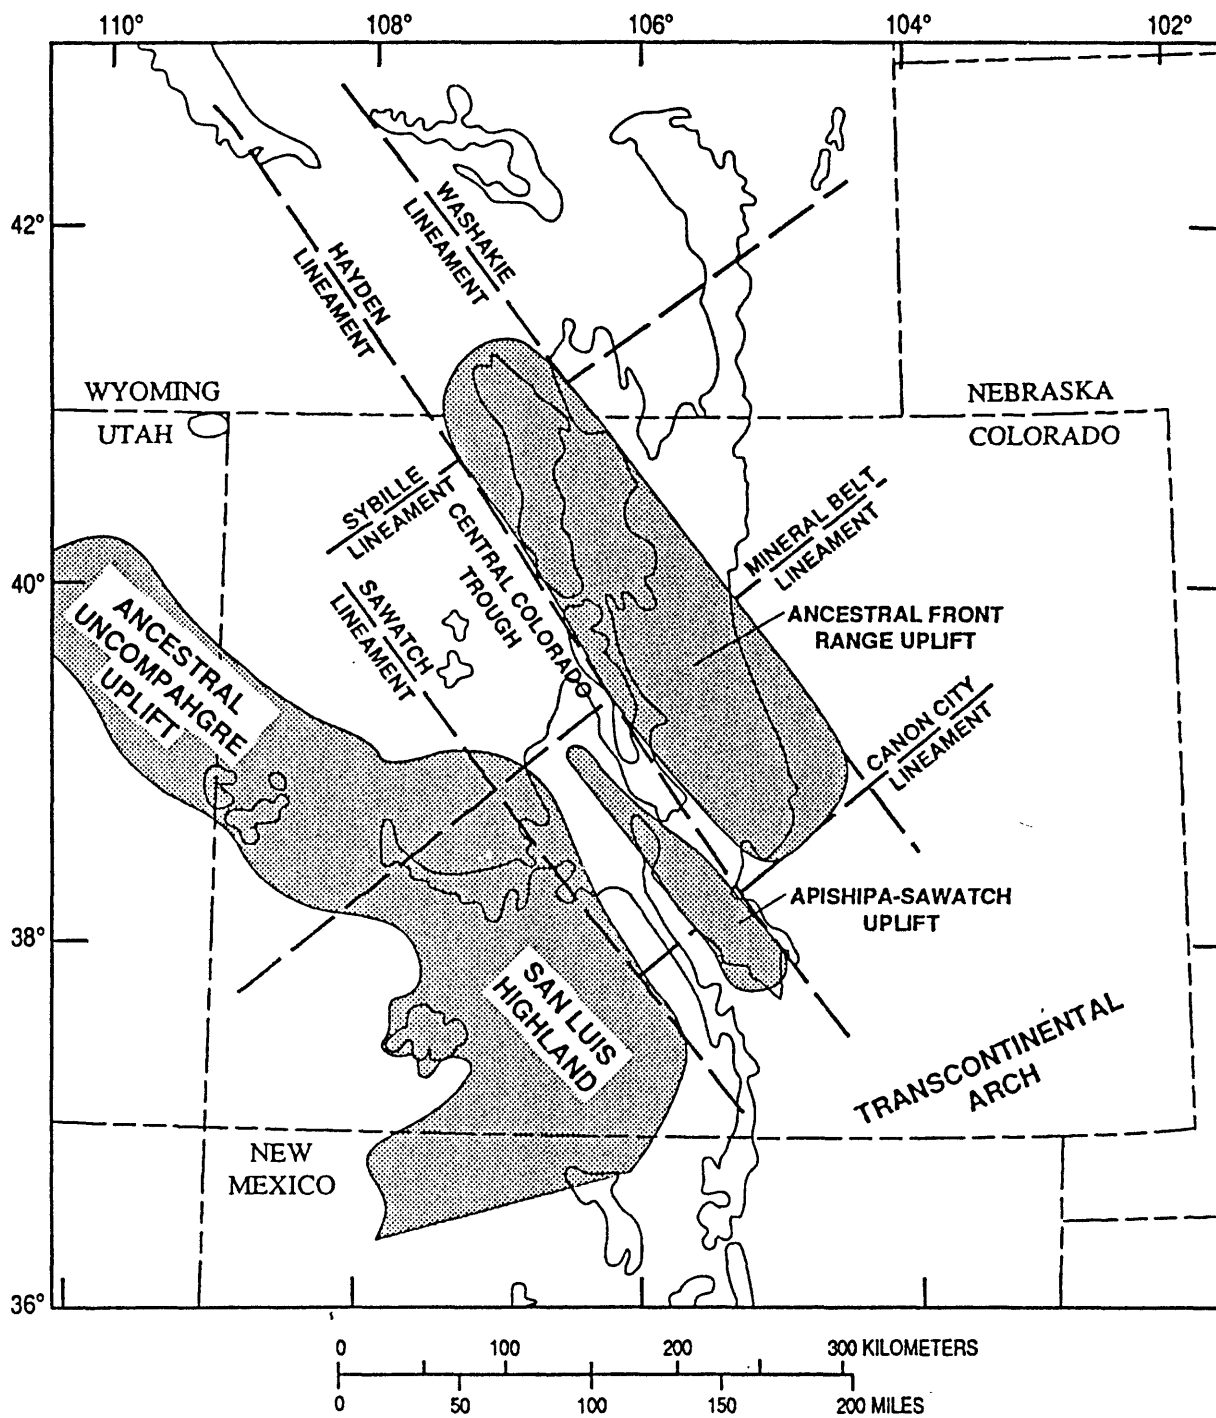 110° 108° 106° 104° 102°
42°
WASHAKIE
LINEAMENT
HAYDEN
LINEAMENT
WYOMING
UTAH
NEBRASKA
COLORADO
SYBILLE
LINEAMENT
CENTRAL COLORADO
TROUGH
MINERAL BELT
LINEAMENT
40°
SAWATCH
LINEAMENT
ANCESTRAL FRONT
RANGE UPLIFT
ANCESTRAL
UNCOMPAHGRE
UPLIFT
CANON CITY
LINEAMENT
APISHIPA-SAWATCH
UPLIFT
38°
SAN LUIS
HIGHLAND
TRANSCONTINENTAL
ARCH
NEW
MEXICO
36°
0 100 200 300 KILOMETERS
0 50 100 150 200 MILES